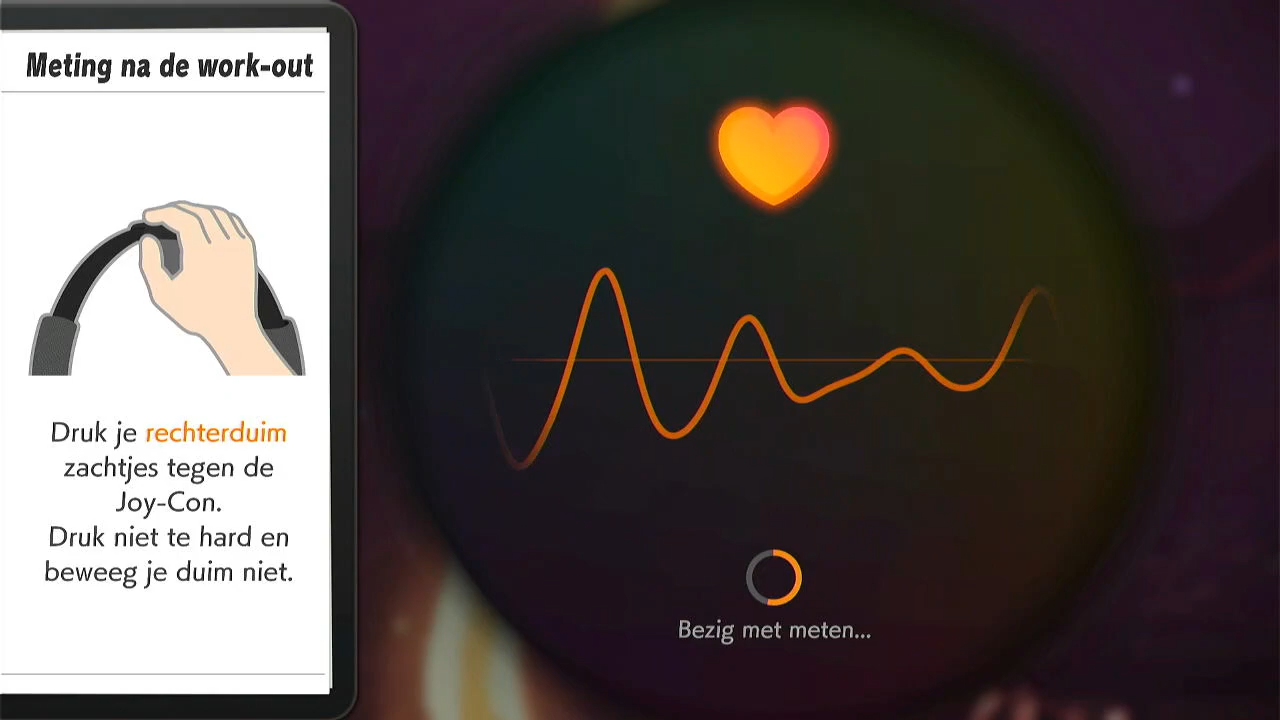 Meting na de work-out
Druk je rechterduim
zachtjes tegen de
Joy-Con.
Druk niet te hard en
beweeg je duim niet.
Bezig met meten...